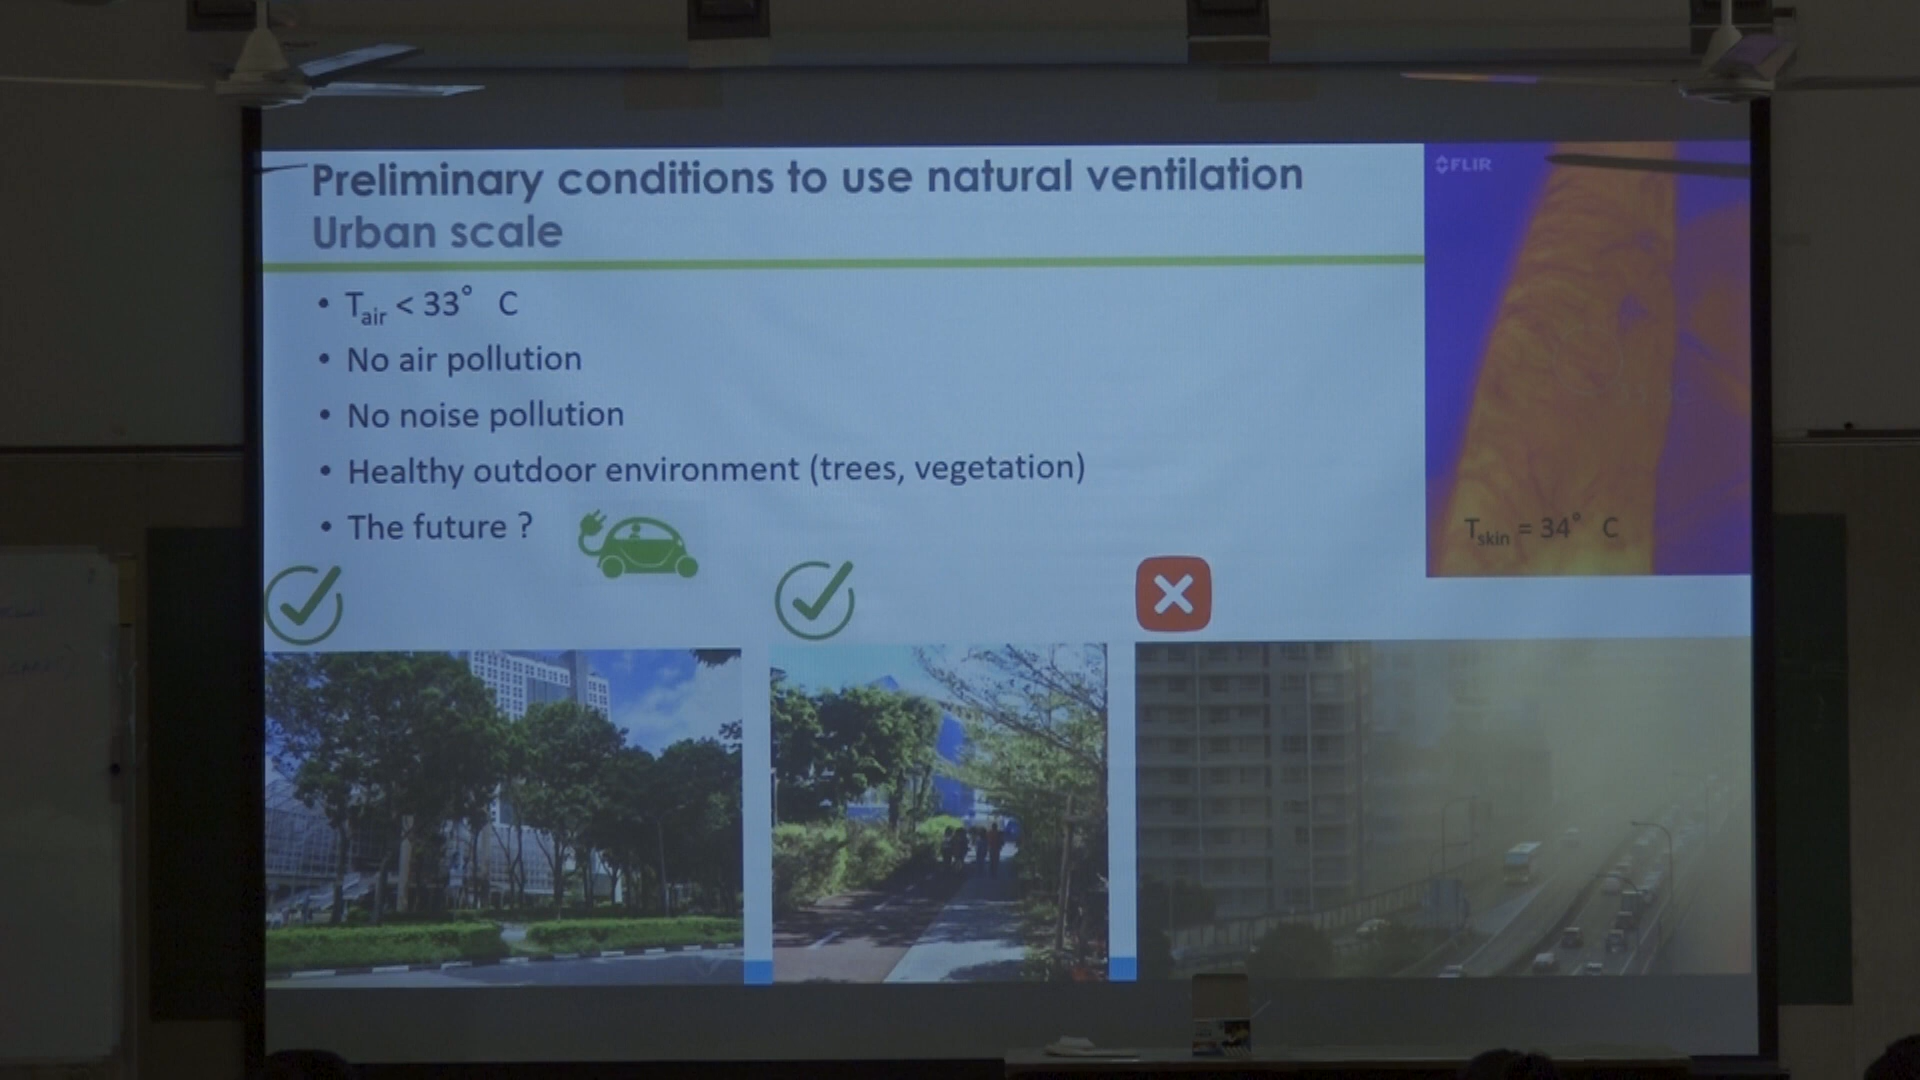 Preliminary conditions to use natural ventilation
Urban scale
FLIR
• Tair < 33° C
• No air pollution
• No noise pollution
• Healthy outdoor environment (trees, vegetation)
• The future ?
Tskin = 34° C